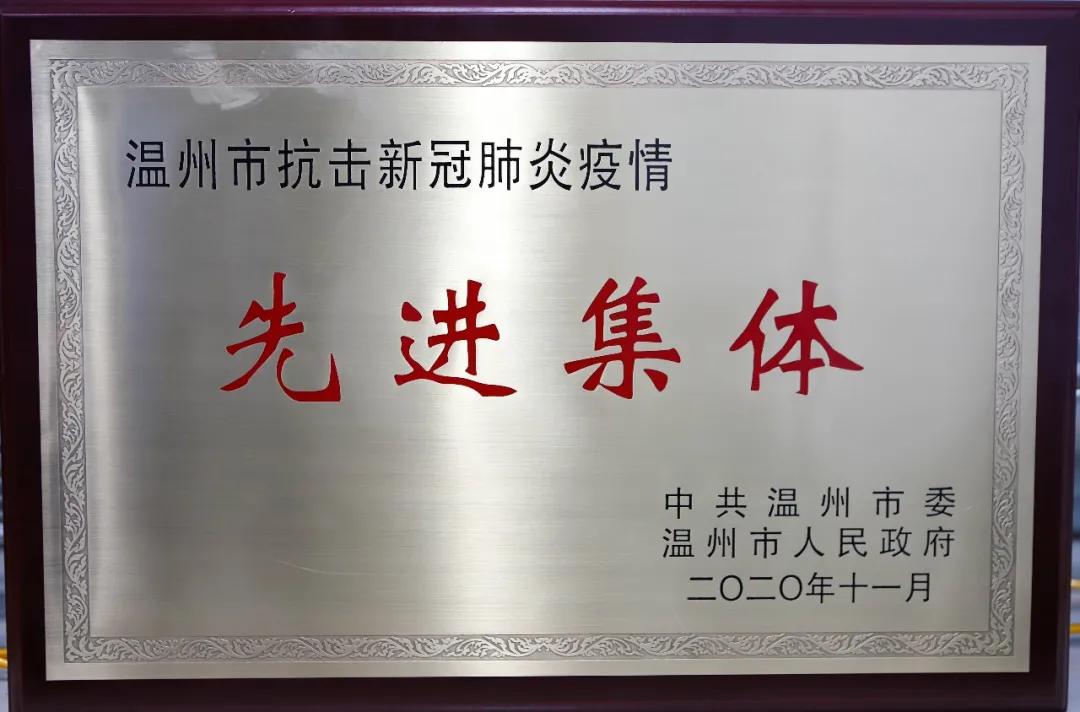 温州市抗击新冠肺炎疫情
先进集体
中共温州市委
温州市人民政府
二〇二〇年十一月